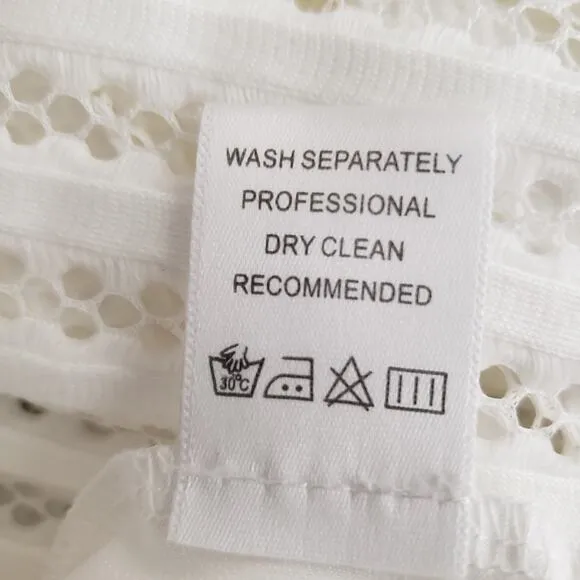 WASH SEPARATELY
PROFESSIONAL
DRY CLEAN
RECOMMENDED
30°C